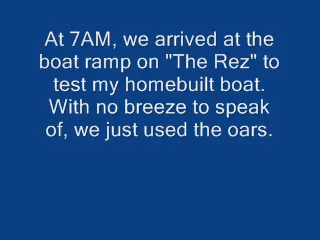 At 7AM, we arrived at the
boat ramp on "The Rez" to
test my homebuilt boat.
With no breeze to speak
of, we just used the oars.